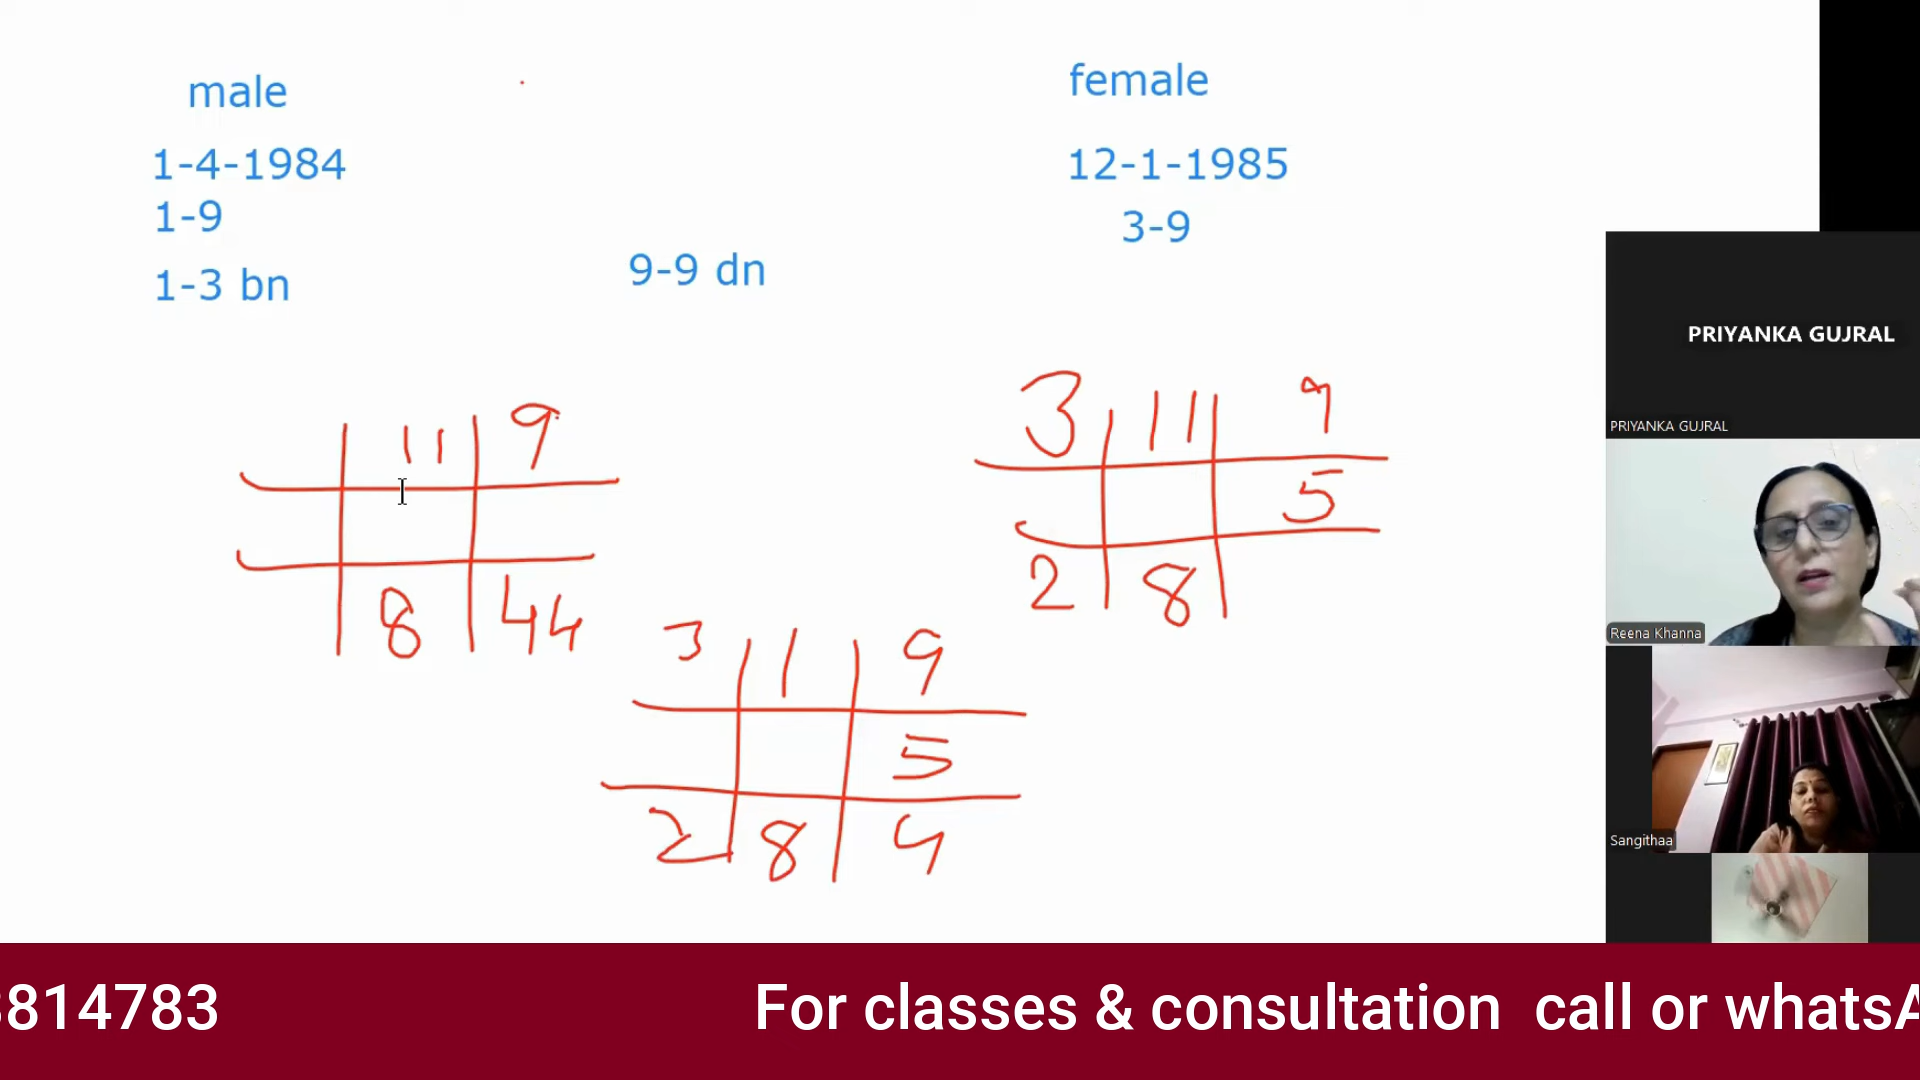 male
1-4-1984
1-9
1-3 bn
9-9 dn
female
12-1-1985
3-9
11 9
8 44
3 11 9
5
2 8
3 1 9
5
2 8 4
PRIYANKA GUJRAL
PRIYANKA GUJRAL
Reena Khanna
Sangithaa
814783
For classes & consultation call or whatsA